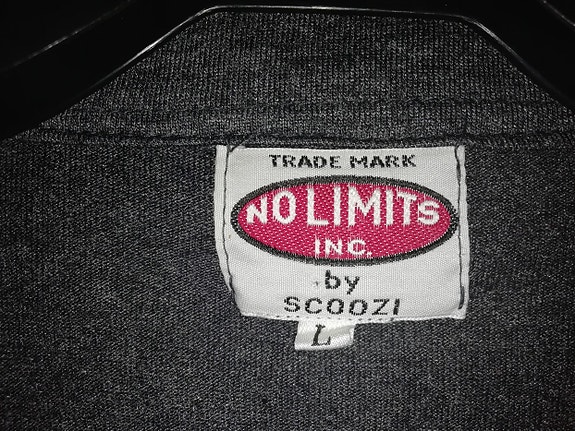 TRADE MARK
NO LIMITS
INC.
by
SCOOZI
L